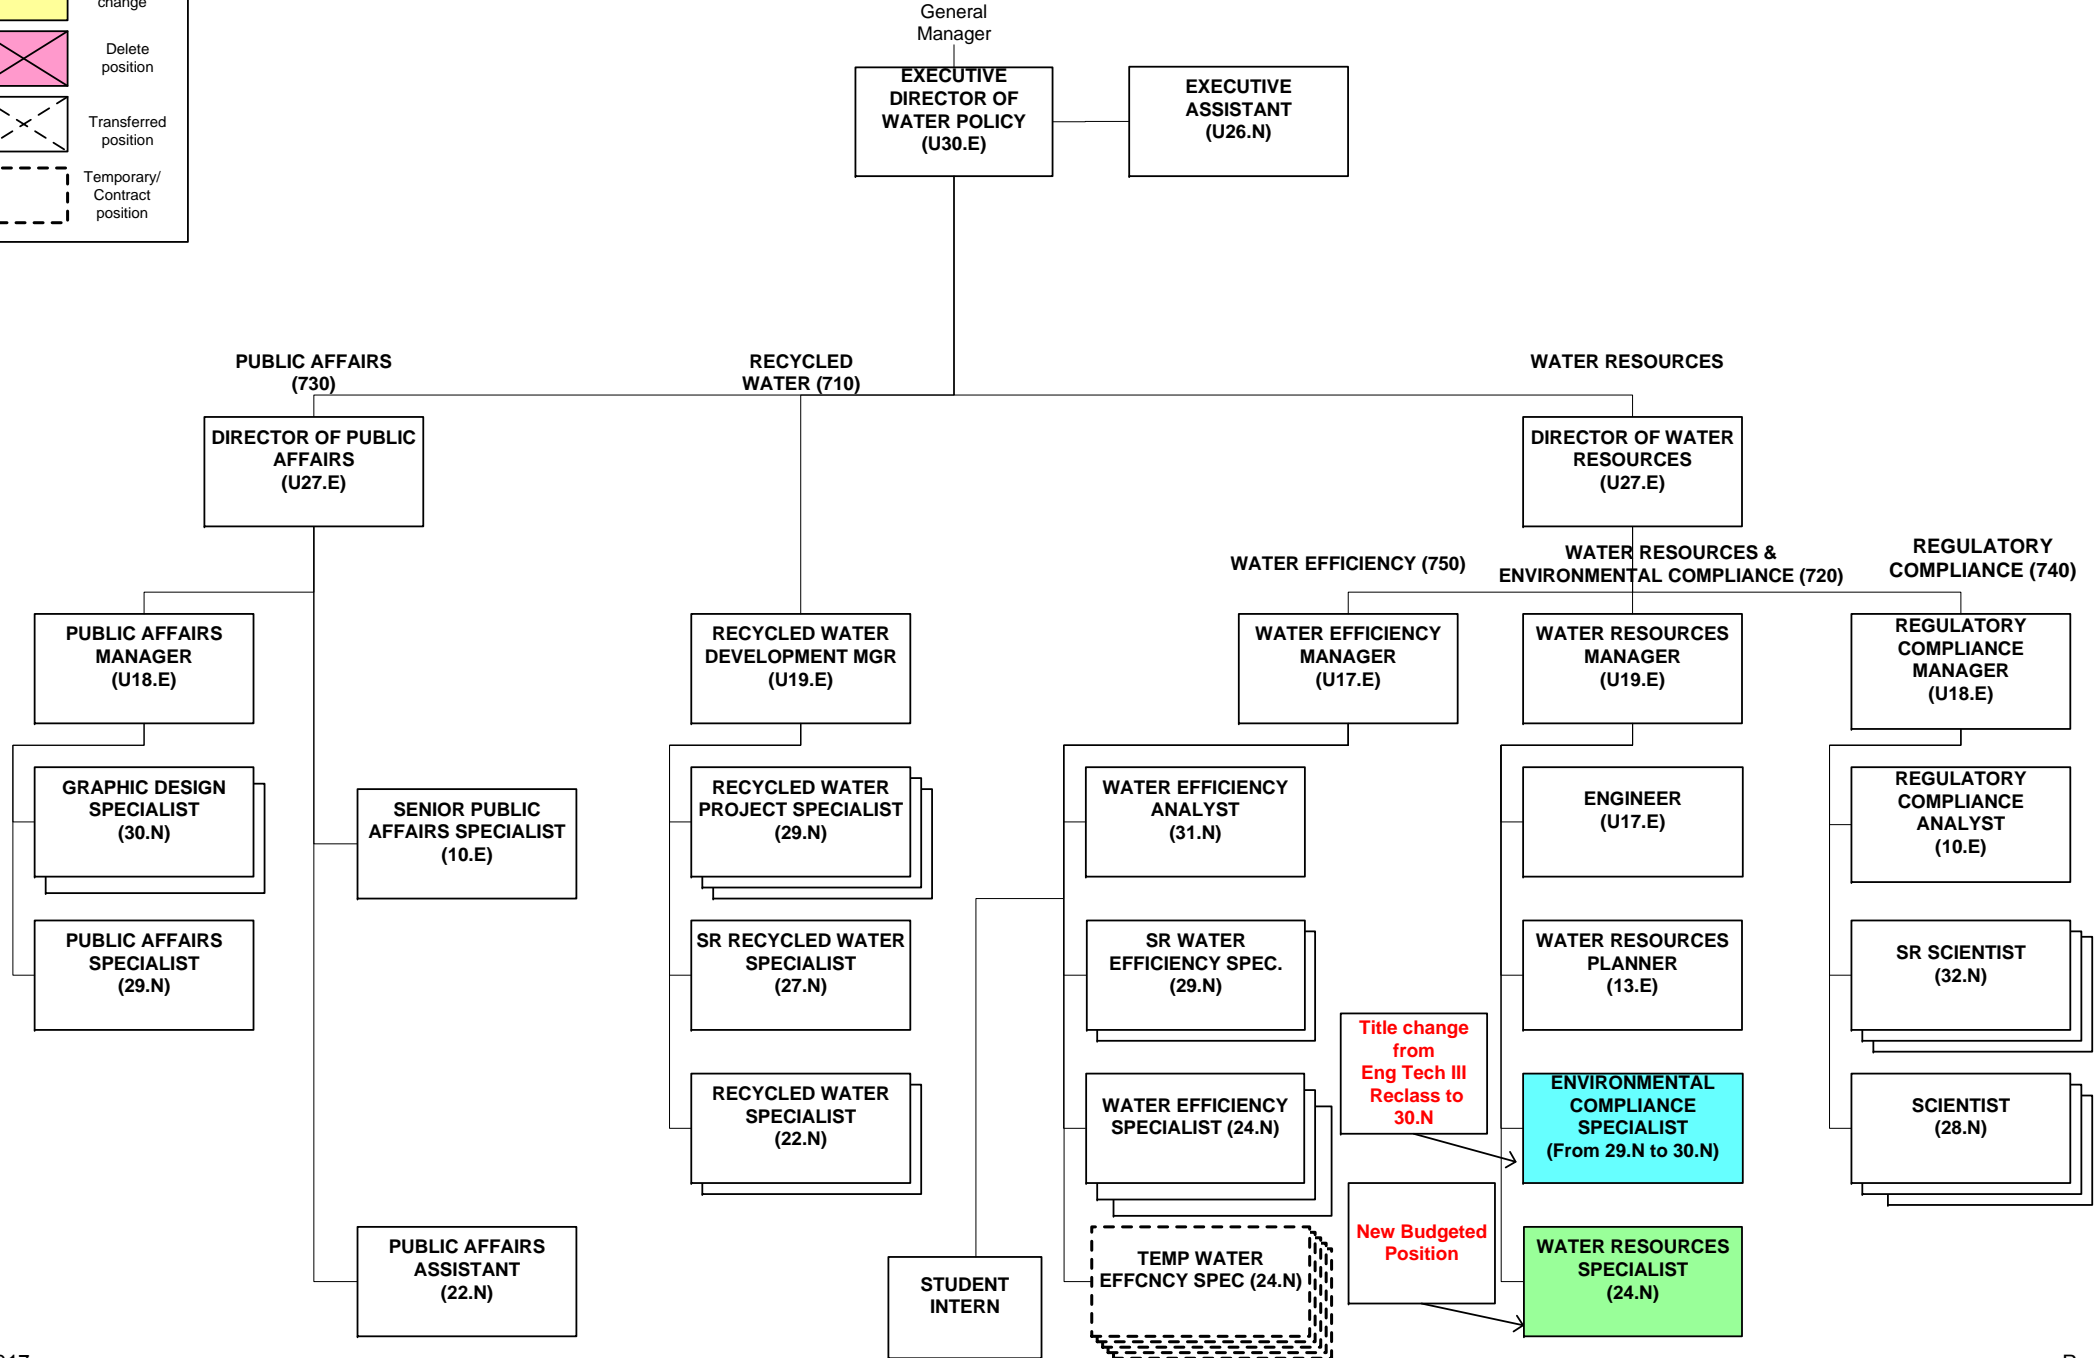 change
Delete
position
Transferred
position
Temporary/
Contract
position
General
Manager
EXECUTIVE
DIRECTOR OF
WATER POLICY
(U30.E)
EXECUTIVE
ASSISTANT
(U26.N)
PUBLIC AFFAIRS
(730)
RECYCLED
WATER (710)
WATER RESOURCES
DIRECTOR OF PUBLIC
AFFAIRS
(U27.E)
DIRECTOR OF WATER
RESOURCES
(U27.E)
WATER EFFICIENCY (750)
WATER RESOURCES &
ENVIRONMENTAL COMPLIANCE (720)
REGULATORY
COMPLIANCE (740)
PUBLIC AFFAIRS
MANAGER
(U18.E)
RECYCLED WATER
DEVELOPMENT MGR
(U19.E)
WATER EFFICIENCY
MANAGER
(U17.E)
WATER RESOURCES
MANAGER
(U19.E)
REGULATORY
COMPLIANCE
MANAGER
(U18.E)
GRAPHIC DESIGN
SPECIALIST
(30.N)
SENIOR PUBLIC
AFFAIRS SPECIALIST
(10.E)
RECYCLED WATER
PROJECT SPECIALIST
(29.N)
WATER EFFICIENCY
ANALYST
(31.N)
ENGINEER
(U17.E)
REGULATORY
COMPLIANCE
ANALYST
(10.E)
PUBLIC AFFAIRS
SPECIALIST
(29.N)
SR RECYCLED WATER
SPECIALIST
(27.N)
SR WATER
EFFICIENCY SPEC.
(29.N)
WATER RESOURCES
PLANNER
(13.E)
SR SCIENTIST
(32.N)
Title change
from
Eng Tech III
Reclass to
30.N
RECYCLED WATER
SPECIALIST
(22.N)
WATER EFFICIENCY
SPECIALIST (24.N)
ENVIRONMENTAL
COMPLIANCE
SPECIALIST
(From 29.N to 30.N)
SCIENTIST
(28.N)
New Budgeted
Position
PUBLIC AFFAIRS
ASSISTANT
(22.N)
STUDENT
INTERN
TEMP WATER
EFFCNCY SPEC (24.N)
WATER RESOURCES
SPECIALIST
(24.N)